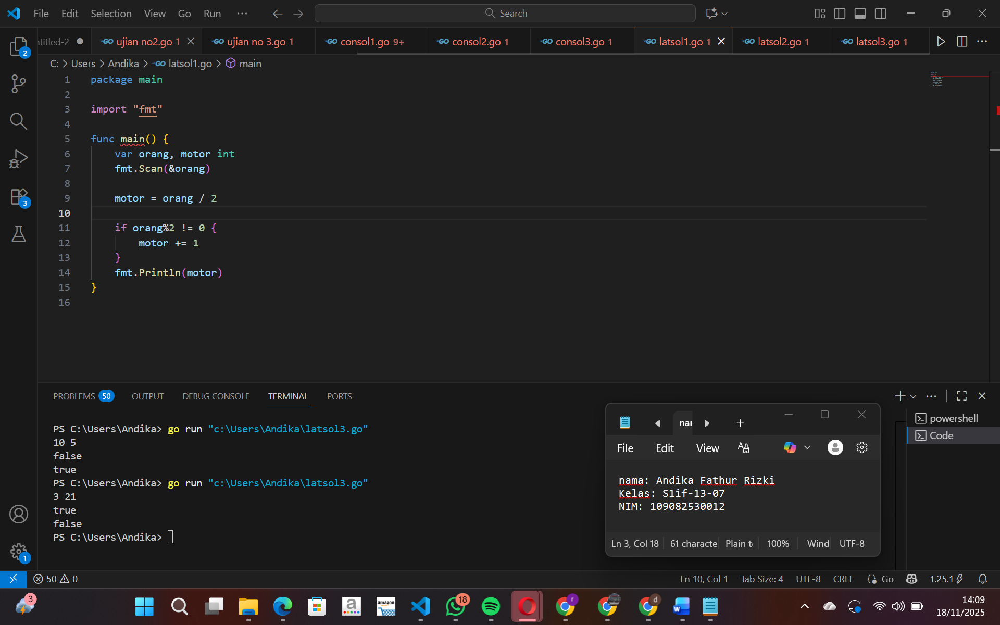 File Edit Selection View Go Run ··· Search
ntitled-2 ujian no2.go 1 ujian no 3.go 1 consol1.go 9+ consol2.go 1 consol3.go 1 latsol1.go 1 latsol2.go 1 latsol3.go 1
C: > Users > Andika > GO latsol1.go > main
1 package main
2
3 import "fmt"
4
5 func main() {
6 var orang, motor int
7 fmt.Scan(&orang)
8
9 motor = orang / 2
10
11 if orang%2 != 0 {
12 motor += 1
13 }
14 fmt.Println(motor)
15 }
16
2
3
1
PROBLEMS 50 OUTPUT DEBUG CONSOLE TERMINAL PORTS
PS C:\Users\Andika> go run "c:\Users\Andika\latsol3.go"
10 5
false
true
PS C:\Users\Andika> go run "c:\Users\Andika\latsol3.go"
3 21
true
false
PS C:\Users\Andika>
powershell
Code
nar
File Edit View
nama: Andika Fathur Rizki
Kelas: S1if-13-07
NIM: 109082530012
Ln 3, Col 18 61 characte Plain t 100% Wind UTF-8
50 0 Ln 10, Col 1 Tab Size: 4 UTF-8 CRLF Go 1.25.1
3 a amazon 18 r d W 14:09
18/11/2025